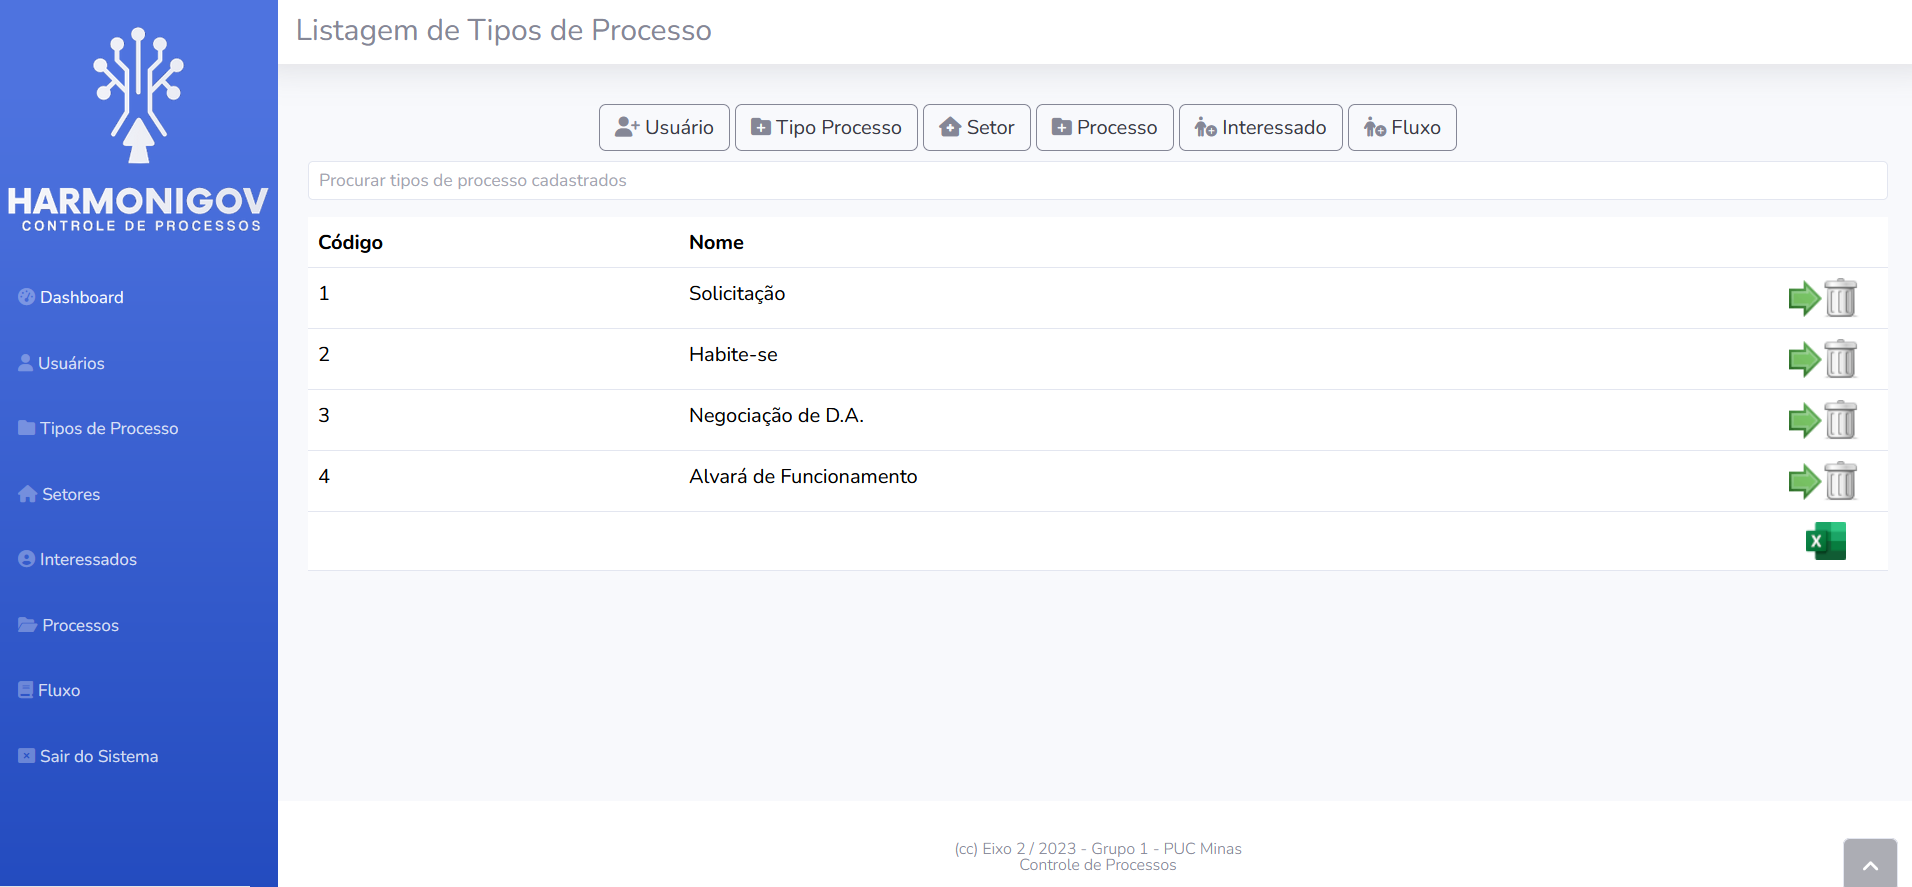 HARMONIGOV
CONTROLE DE PROCESSOS
Dashboard
Usuários
Tipos de Processo
Setores
Interessados
Processos
Fluxo
Sair do Sistema
Listagem de Tipos de Processo
Usuário Tipo Processo Setor Processo Interessado Fluxo
Procurar tipos de processo cadastrados
Código Nome
1 Solicitação
2 Habite-se
3 Negociação de D.A.
4 Alvará de Funcionamento
X
(cc) Eixo 2 / 2023 - Grupo 1 - PUC Minas
Controle de Processos